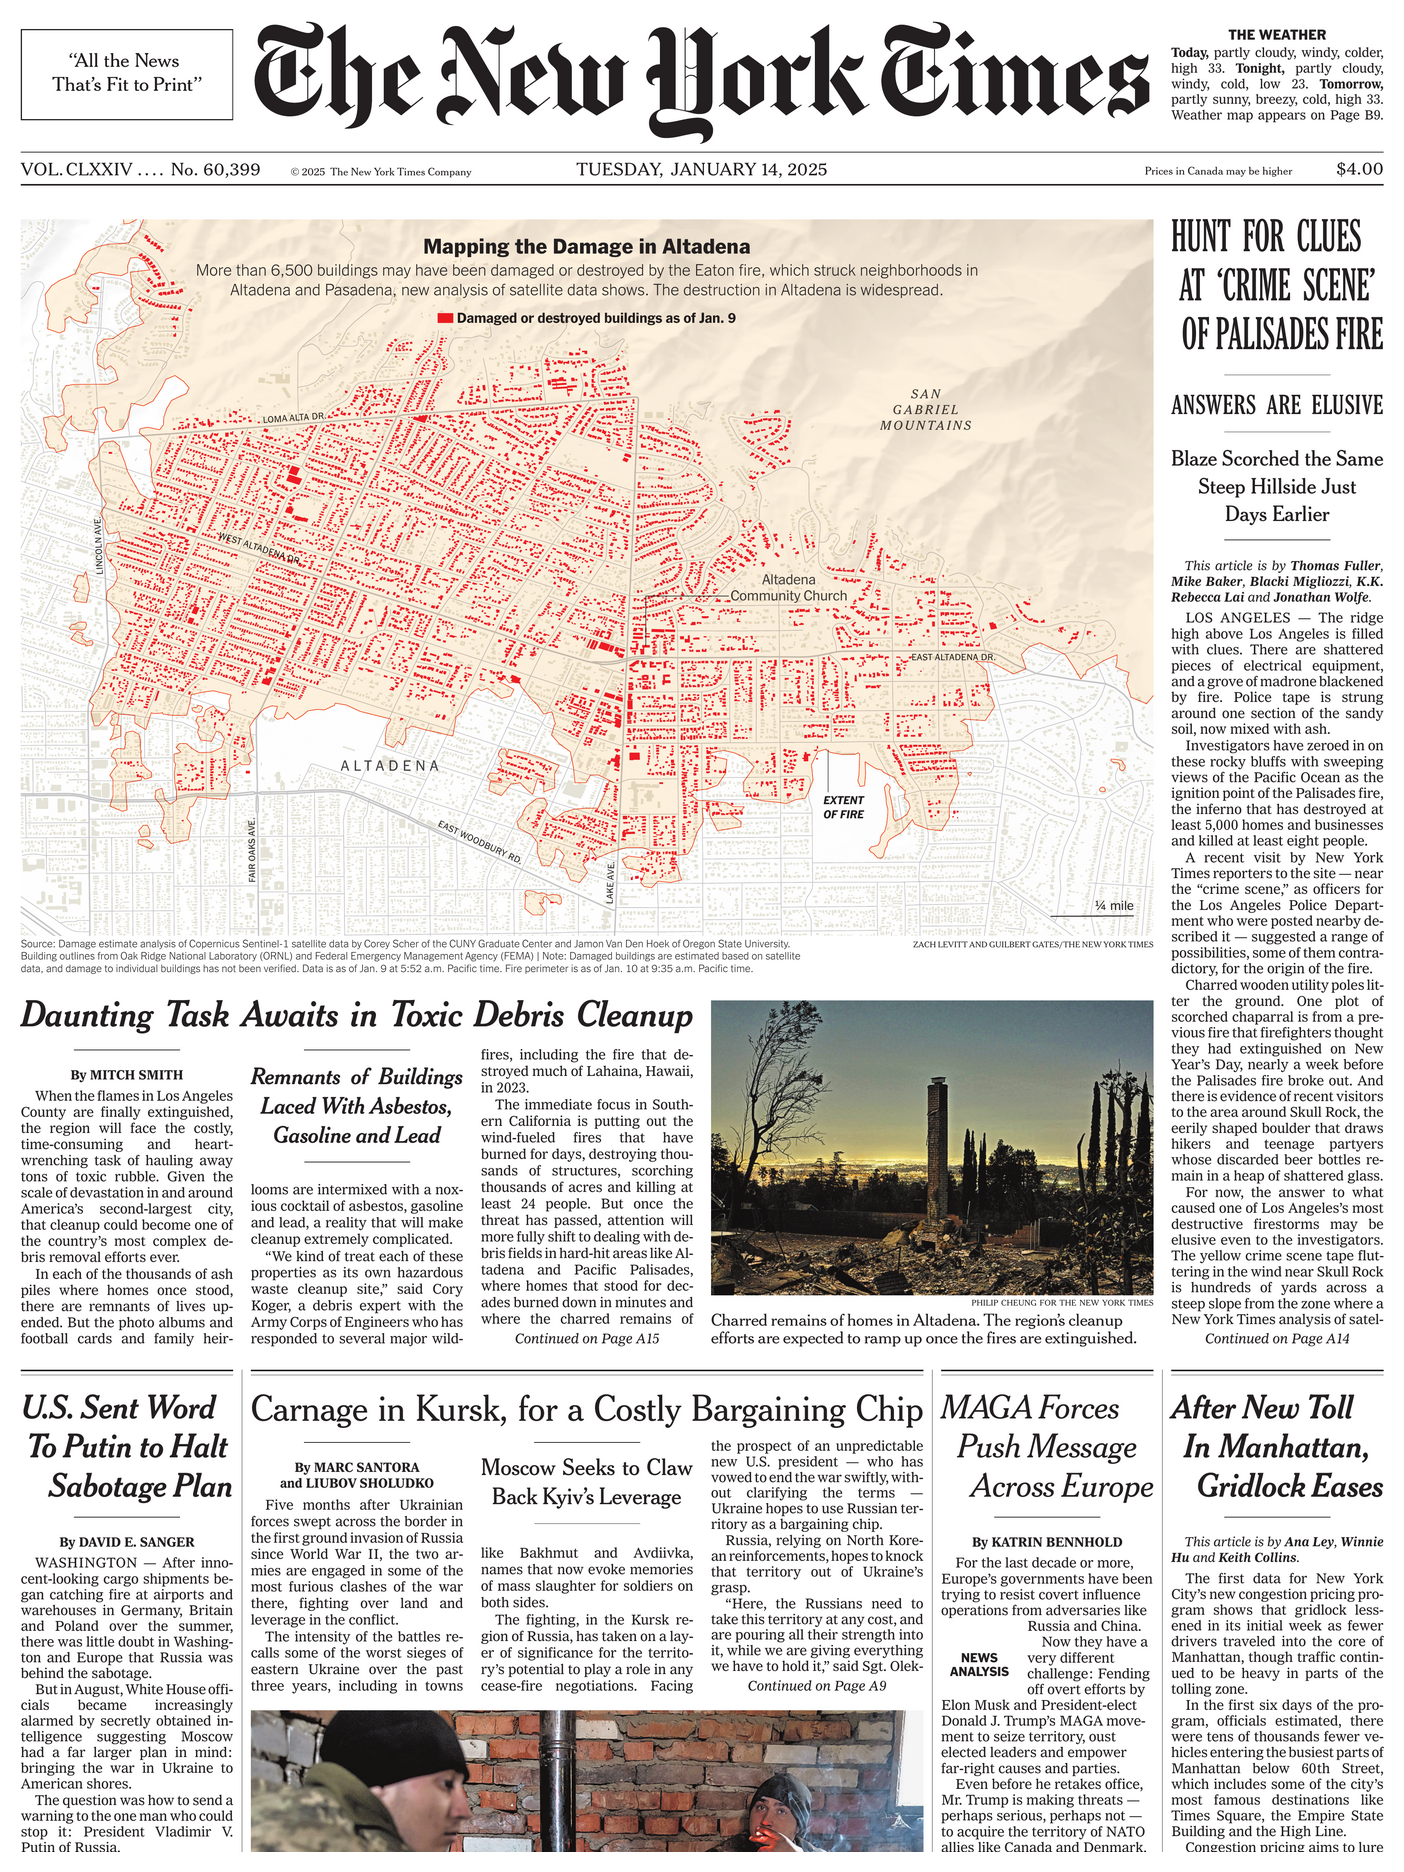 “All the News
That’s Fit to Print”
The New York Times
THE WEATHER
Today, partly cloudy, windy, colder,
high 33. Tonight, partly cloudy,
windy, cold, low 23. Tomorrow,
partly sunny, breezy, cold, high 33.
Weather map appears on Page B9.
VOL. CLXXIV .... No. 60,399
© 2025 The New York Times Company
TUESDAY, JANUARY 14, 2025
Prices in Canada may be higher
$4.00
Mapping the Damage in Altadena
More than 6,500 buildings may have been damaged or destroyed by the Eaton fire, which struck neighborhoods in
Altadena and Pasadena, new analysis of satellite data shows. The destruction in Altadena is widespread.
Damaged or destroyed buildings as of Jan. 9
SAN
GABRIEL
MOUNTAINS
LOMA ALTA DR.
LINCOLN AVE.
WEST ALTADENA DR.
Altadena
Community Church
EAST ALTADENA DR.
ALTADENA
EXTENT
OF FIRE
FAIR OAKS AVE.
EAST WOODBURY RD.
LAKE AVE.
¼ mile
Source: Damage estimate analysis of Copernicus Sentinel-1 satellite data by Corey Scher of the CUNY Graduate Center and Jamon Van Den Hoek of Oregon State University.
Building outlines from Oak Ridge National Laboratory (ORNL) and Federal Emergency Management Agency (FEMA) | Note: Damaged buildings are estimated based on satellite
data, and damage to individual buildings has not been verified. Data is as of Jan. 9 at 5:52 a.m. Pacific time. Fire perimeter is as of Jan. 10 at 9:35 a.m. Pacific time.
ZACH LEVITT AND GUILBERT GATES/THE NEW YORK TIMES
HUNT FOR CLUES
AT ‘CRIME SCENE’
OF PALISADES FIRE
ANSWERS ARE ELUSIVE
Blaze Scorched the Same
Steep Hillside Just
Days Earlier
This article is by Thomas Fuller,
Mike Baker, Blacki Migliozzi, K.K.
Rebecca Lai and Jonathan Wolfe.
LOS ANGELES — The ridge
high above Los Angeles is filled
with clues. There are shattered
pieces of electrical equipment,
and a grove of madrone blackened
by fire. Police tape is strung
around one section of the sandy
soil, now mixed with ash.
Investigators have zeroed in on
these rocky bluffs with sweeping
views of the Pacific Ocean as the
ignition point of the Palisades fire,
the inferno that has destroyed at
least 5,000 homes and businesses
and killed at least eight people.
A recent visit by New York
Times reporters to the site — near
the “crime scene,” as officers for
the Los Angeles Police Depart-
ment who were posted nearby de-
scribed it — suggested a range of
possibilities, some of them contra-
dictory, for the origin of the fire.
Charred wooden utility poles lit-
ter the ground. One plot of
scorched chaparral is from a pre-
vious fire that firefighters thought
they had extinguished on New
Year’s Day, nearly a week before
the Palisades fire broke out. And
there is evidence of recent visitors
to the area around Skull Rock, the
eerily shaped boulder that draws
hikers and teenage partyers
whose discarded beer bottles re-
main in a heap of shattered glass.
For now, the answer to what
caused one of Los Angeles’s most
destructive firestorms may be
elusive even to the investigators.
The yellow crime scene tape flut-
tering in the wind near Skull Rock
is hundreds of yards across a
steep slope from the zone where a
New York Times analysis of satel-
Continued on Page A14
Daunting Task Awaits in Toxic Debris Cleanup
By MITCH SMITH
When the flames in Los Angeles
County are finally extinguished,
the region will face the costly,
time-consuming and heart-
wrenching task of hauling away
tons of toxic rubble. Given the
scale of devastation in and around
America’s second-largest city,
that cleanup could become one of
the country’s most complex de-
bris removal efforts ever.
In each of the thousands of ash
piles where homes once stood,
there are remnants of lives up-
ended. But the photo albums and
football cards and family heir-
Remnants of Buildings
Laced With Asbestos,
Gasoline and Lead
looms are intermixed with a nox-
ious cocktail of asbestos, gasoline
and lead, a reality that will make
cleanup extremely complicated.
“We kind of treat each of these
properties as its own hazardous
waste cleanup site,” said Cory
Koger, a debris expert with the
Army Corps of Engineers who has
responded to several major wild-
fires, including the fire that de-
stroyed much of Lahaina, Hawaii,
in 2023.
The immediate focus in South-
ern California is putting out the
wind-fueled fires that have
burned for days, destroying thou-
sands of structures, scorching
thousands of acres and killing at
least 24 people. But once the
threat has passed, attention will
more fully shift to dealing with de-
bris fields in hard-hit areas like Al-
tadena and Pacific Palisades,
where homes that stood for dec-
ades burned down in minutes and
where the charred remains of
Continued on Page A15
PHILIP CHEUNG FOR THE NEW YORK TIMES
Charred remains of homes in Altadena. The region’s cleanup
efforts are expected to ramp up once the fires are extinguished.
U.S. Sent Word
To Putin to Halt
Sabotage Plan
By DAVID E. SANGER
WASHINGTON — After inno-
cent-looking cargo shipments be-
gan catching fire at airports and
warehouses in Germany, Britain
and Poland over the summer,
there was little doubt in Washing-
ton and Europe that Russia was
behind the sabotage.
But in August, White House offi-
cials became increasingly
alarmed by secretly obtained in-
telligence suggesting Moscow
had a far larger plan in mind:
bringing the war in Ukraine to
American shores.
The question was how to send a
warning to the one man who could
stop it: President Vladimir V.
Putin of Russia.
Carnage in Kursk, for a Costly Bargaining Chip
By MARC SANTORA
and LIUBOV SHOLUDKO
Five months after Ukrainian
forces swept across the border in
the first ground invasion of Russia
since World War II, the two ar-
mies are engaged in some of the
most furious clashes of the war
there, fighting over land and
leverage in the conflict.
The intensity of the battles re-
calls some of the worst sieges of
eastern Ukraine over the past
three years, including in towns
Moscow Seeks to Claw
Back Kyiv’s Leverage
like Bakhmut and Avdiivka,
names that now evoke memories
of mass slaughter for soldiers on
both sides.
The fighting, in the Kursk re-
gion of Russia, has taken on a lay-
er of significance for the territo-
ry’s potential to play a role in any
cease-fire negotiations. Facing
the prospect of an unpredictable
new U.S. president — who has
vowed to end the war swiftly, with-
out clarifying the terms —
Ukraine hopes to use Russian ter-
ritory as a bargaining chip.
Russia, relying on North Kore-
an reinforcements, hopes to knock
that territory out of Ukraine’s
grasp.
“Here, the Russians need to
take this territory at any cost, and
are pouring all their strength into
it, while we are giving everything
we have to hold it,” said Sgt. Olek-
Continued on Page A9
MAGA Forces
Push Message
Across Europe
By KATRIN BENNHOLD
For the last decade or more,
Europe’s governments have been
trying to resist covert influence
operations from adversaries like
Russia and China.
NEWS
ANALYSIS
Now they have a
very different
challenge: Fending
off overt efforts by
Elon Musk and President-elect
Donald J. Trump’s MAGA move-
ment to seize territory, oust
elected leaders and empower
far-right causes and parties.
Even before he retakes office,
Mr. Trump is making threats —
perhaps serious, perhaps not —
to acquire the territory of NATO
allies like Canada and Denmark.
After New Toll
In Manhattan,
Gridlock Eases
This article is by Ana Ley, Winnie
Hu and Keith Collins.
The first data for New York
City’s new congestion pricing pro-
gram shows that gridlock less-
ened in its initial week as fewer
drivers traveled into the core of
Manhattan, though traffic contin-
ued to be heavy in parts of the
tolling zone.
In the first six days of the pro-
gram, officials estimated, there
were tens of thousands fewer ve-
hicles entering the busiest parts of
Manhattan below 60th Street,
which includes some of the city’s
most famous destinations like
Times Square, the Empire State
Building and the High Line.
Congestion pricing aims to lure